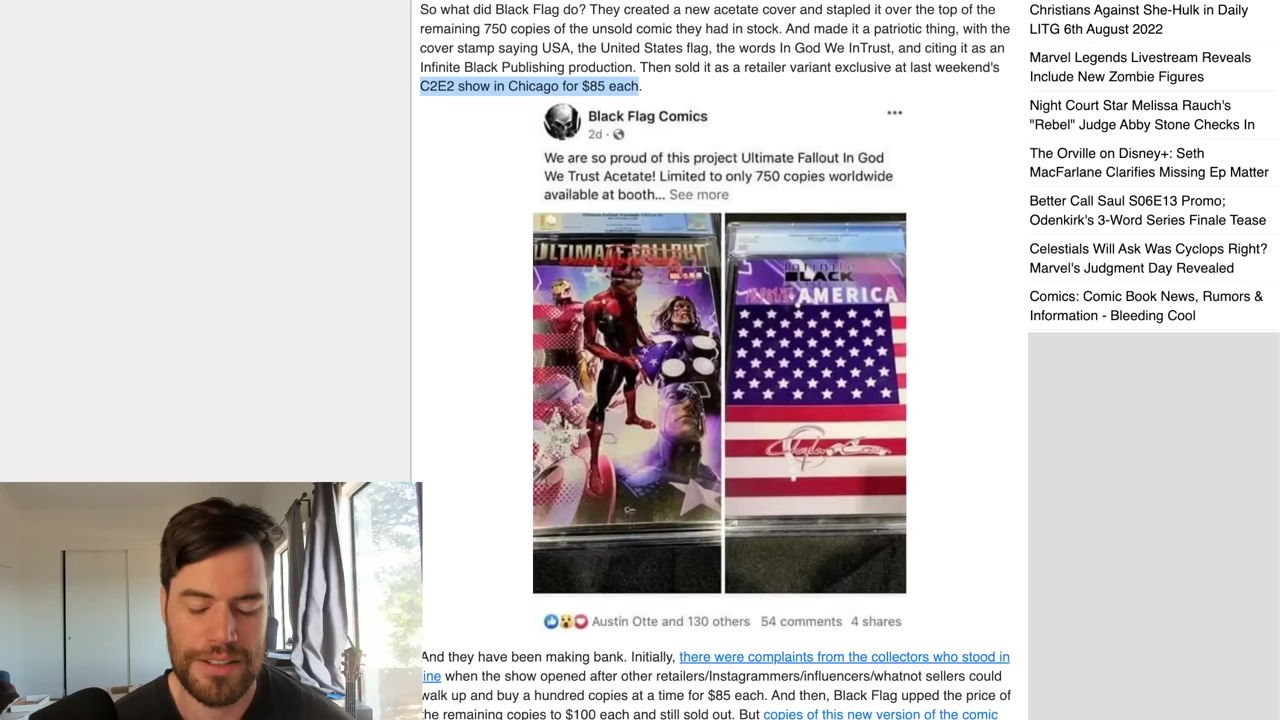 So what did Black Flag do? They created a new acetate cover and stapled it over the top of the
remaining 750 copies of the unsold comic they had in stock. And made it a patriotic thing, with the
cover stamp saying USA, the United States flag, the words In God We InTrust, and citing it as an
Infinite Black Publishing production. Then sold it as a retailer variant exclusive at last weekend's
C2E2 show in Chicago for $85 each.
Black Flag Comics
2d ·
We are so proud of this project Ultimate Fallout In God
We Trust Acetate! Limited to only 750 copies worldwide
available at booth... See more
ULTIMATE FALLOUT
BLACK
AMERICA
Austin Otte and 130 others 54 comments 4 shares
And they have been making bank. Initially, there were complaints from the collectors who stood in
line when the show opened after other retailers/Instagrammers/influencers/whatnot sellers could
walk up and buy a hundred copies at a time for $85 each. And then, Black Flag upped the price of
the remaining copies to $100 each and still sold out. But copies of this new version of the comic
Christians Against She-Hulk in Daily
LITG 6th August 2022
Marvel Legends Livestream Reveals
Include New Zombie Figures
Night Court Star Melissa Rauch's
"Rebel" Judge Abby Stone Checks In
The Orville on Disney+: Seth
MacFarlane Clarifies Missing Ep Matter
Better Call Saul S06E13 Promo;
Odenkirk's 3-Word Series Finale Tease
Celestials Will Ask Was Cyclops Right?
Marvel's Judgment Day Revealed
Comics: Comic Book News, Rumors &
Information - Bleeding Cool